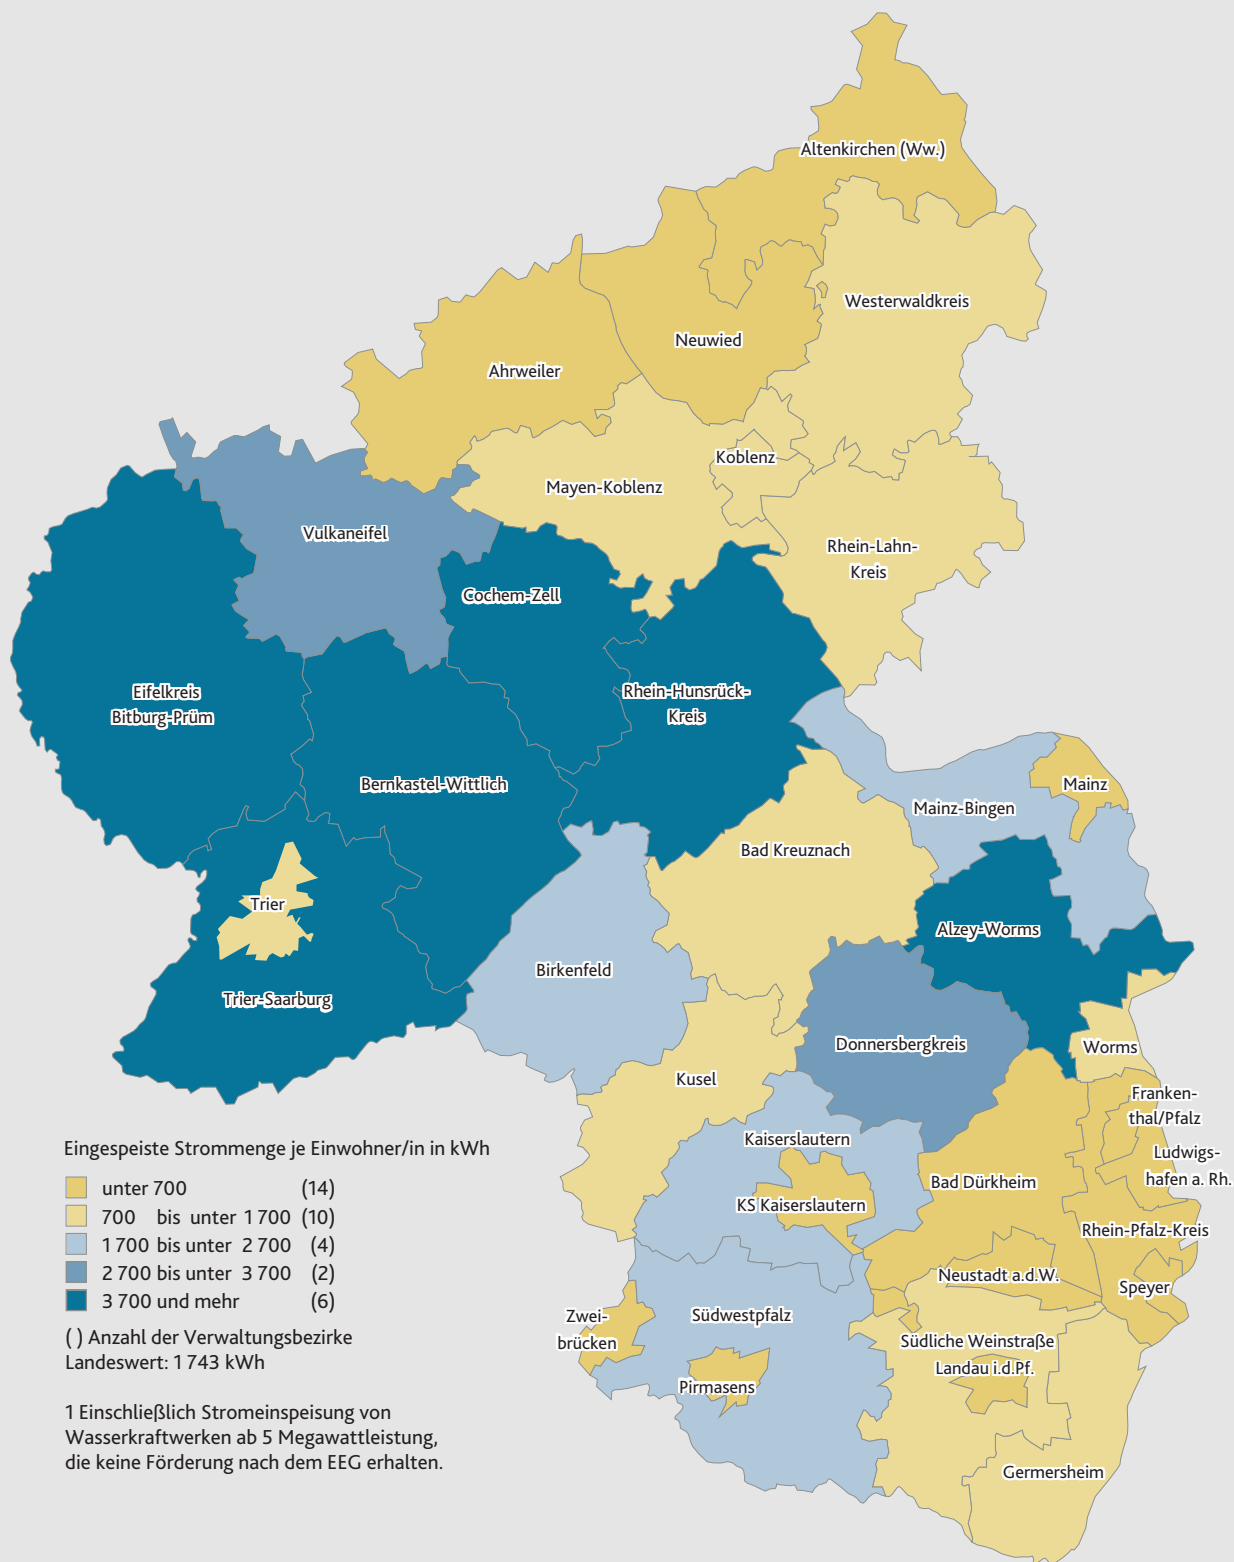 Altenkirchen (Ww.)
Westerwaldkreis
Neuwied
Ahrweiler
Koblenz
Mayen-Koblenz
Vulkaneifel
Rhein-Lahn-
Kreis
Cochem-Zell
Eifelkreis
Bitburg-Prüm
Rhein-Hunsrück-
Kreis
Bernkastel-Wittlich
Mainz
Mainz-Bingen
Bad Kreuznach
Trier
Alzey-Worms
Birkenfeld
Trier-Saarburg
Donnersbergkreis
Worms
Kusel
Franken-
thal/Pfalz
Kaiserslautern
Ludwigs-
hafen a. Rh.
Bad Dürkheim
KS Kaiserslautern
Rhein-Pfalz-Kreis
Neustadt a.d.W.
Speyer
Zwei-
brücken
Südwestpfalz
Südliche Weinstraße
Landau i.d.Pf.
Pirmasens
Germersheim
Eingespeiste Strommenge je Einwohner/in in kWh
unter 700 (14)
700 bis unter 1 700 (10)
1 700 bis unter 2 700 (4)
2 700 bis unter 3 700 (2)
3 700 und mehr (6)
( ) Anzahl der Verwaltungsbezirke
Landeswert: 1 743 kWh
1 Einschließlich Stromeinspeisung von
Wasserkraftwerken ab 5 Megawattleistung,
die keine Förderung nach dem EEG erhalten.